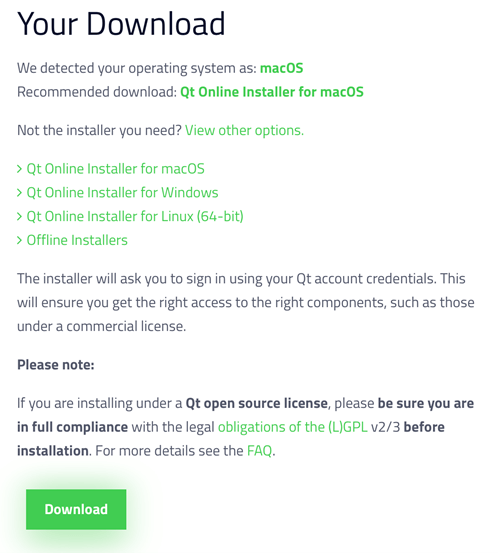 Your Download
We detected your operating system as: macOS
Recommended download: Qt Online Installer for macOS
Not the installer you need? View other options.
> Qt Online Installer for macOS
> Qt Online Installer for Windows
> Qt Online Installer for Linux (64-bit)
> Offline Installers
The installer will ask you to sign in using your Qt account credentials. This
will ensure you get the right access to the right components, such as those
under a commercial license.
Please note:
If you are installing under a Qt open source license, please be sure you are
in full compliance with the legal obligations of the (L)GPL v2/3 before
installation. For more details see the FAQ.
Download